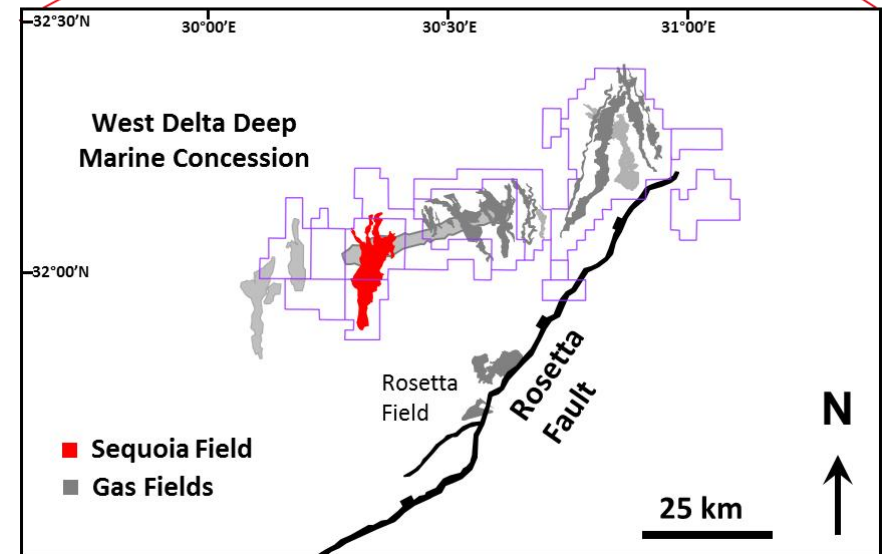 32°30’N
30°00’E
30°30’E
31°00’E
West Delta Deep
Marine Concession
32°00’N
Rosetta
Field
Rosetta
Fault
N
Sequoia Field
Gas Fields
25 km